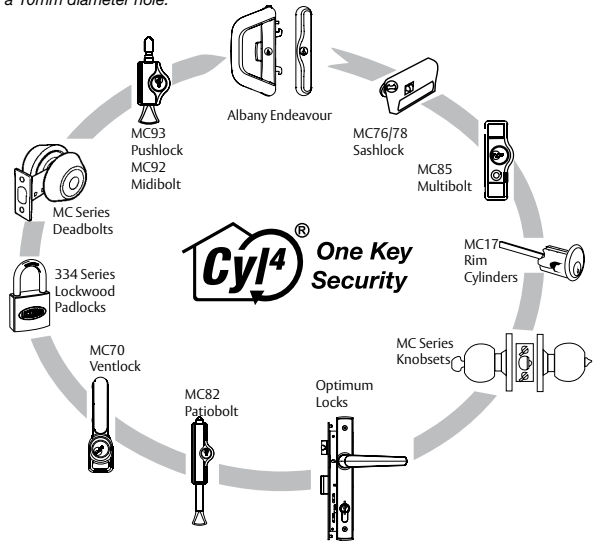 a 10mm diameter hole.
Albany Endeavour
MC93
Pushlock
MC92
Midibolt
MC76/78
Sashlock
MC85
Multibolt
MC Series
Deadbolts
Cyl4® One Key
Security
MC17
Rim
Cylinders
334 Series
Lockwood
Padlocks
MC Series
Knobsets
MC70
Ventlock
MC82
Patiobolt
Optimum
Locks